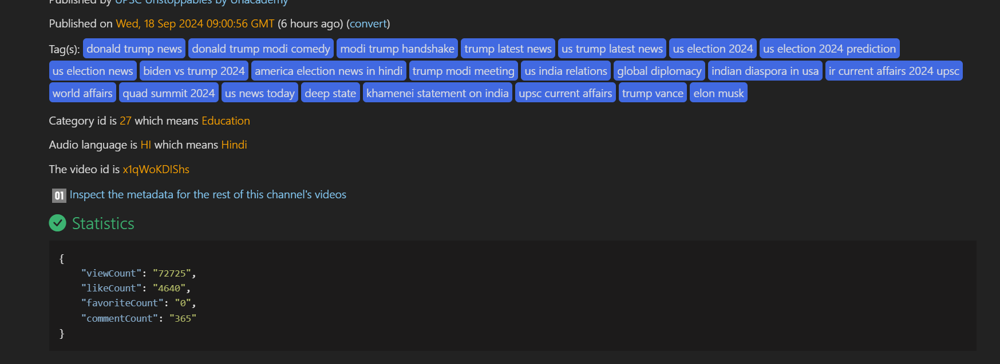 Published by UPSC Unstoppables by Unacademy
Published on Wed, 18 Sep 2024 09:00:56 GMT (6 hours ago) (convert)
Tag(s): donald trump news donald trump modi comedy modi trump handshake trump latest news us trump latest news us election 2024 us election 2024 prediction
us election news biden vs trump 2024 america election news in hindi trump modi meeting us india relations global diplomacy indian diaspora in usa ir current affairs 2024 upsc
world affairs quad summit 2024 us news today deep state khamenei statement on india upsc current affairs trump vance elon musk
Category id is 27 which means Education
Audio language is HI which means Hindi
The video id is x1qWoKDIShs
01 Inspect the metadata for the rest of this channel's videos
Statistics
{
"viewCount": "72725",
"likeCount": "4640",
"favoriteCount": "0",
"commentCount": "365"
}